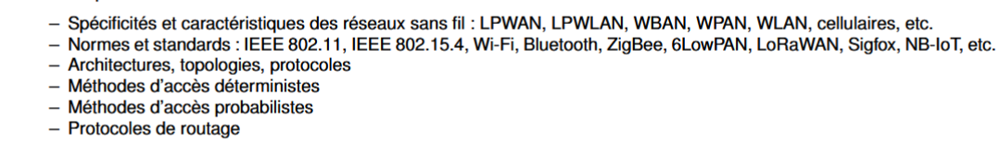 – Spécificités et caractéristiques des réseaux sans fil : LPWAN, LPWLAN, WBAN, WPAN, WLAN, cellulaires, etc.
– Normes et standards : IEEE 802.11, IEEE 802.15.4, Wi-Fi, Bluetooth, ZigBee, 6LowPAN, LoRaWAN, Sigfox, NB-IoT, etc.
– Architectures, topologies, protocoles
– Méthodes d'accès déterministes
– Méthodes d'accès probabilistes
– Protocoles de routage